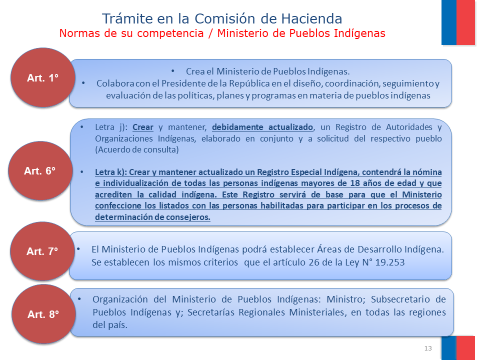 Trámite en la Comisión de Hacienda
Normas de su competencia / Ministerio de Pueblos Indígenas
Art. 1°
• Crea el Ministerio de Pueblos Indígenas.
• Colabora con el Presidente de la República en el diseño, coordinación, seguimiento y
evaluación de las políticas, planes y programas en materia de pueblos indígenas
Art. 6°
• Letra j): Crear y mantener, debidamente actualizado, un Registro de Autoridades y
Organizaciones Indígenas, elaborado en conjunto y a solicitud del respectivo pueblo
(Acuerdo de consulta)
• Letra k): Crear y mantener actualizado un Registro Especial Indígena, contendrá la nómina
e individualización de todas las personas indígenas mayores de 18 años de edad y que
acrediten la calidad indígena. Este Registro servirá de base para que el Ministerio
confeccione los listados con las personas habilitadas para participar en los procesos de
determinación de consejeros.
Art. 7°
• El Ministerio de Pueblos Indígenas podrá establecer Áreas de Desarrollo Indígena.
Se establecen los mismos criterios que el artículo 26 de la Ley N° 19.253
Art. 8°
• Organización del Ministerio de Pueblos Indígenas: Ministro; Subsecretario de
Pueblos Indígenas y; Secretarías Regionales Ministeriales, en todas las regiones
del país.
13